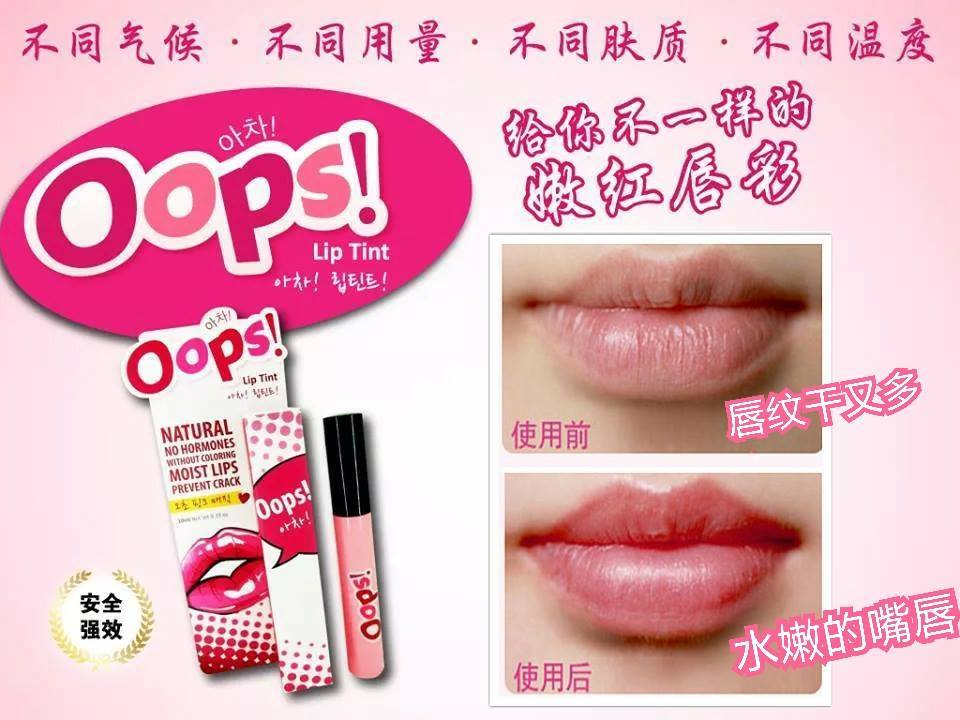 不同气候 · 不同用量 · 不同肤质 · 不同温度
给你不一样的
嫩红唇彩
아차!
Oops!
Lip Tint
아차! 립틴트!
아차!
Oops!
Lip Tint
아차! 립틴트!
NATURAL
NO HORMONES
WITHOUT COLORING
MOIST LIPS
PREVENT CRACK
Oops!
아차!
Oops!
安全
强效
使用前
唇纹干又多
使用后
水嫩的嘴唇